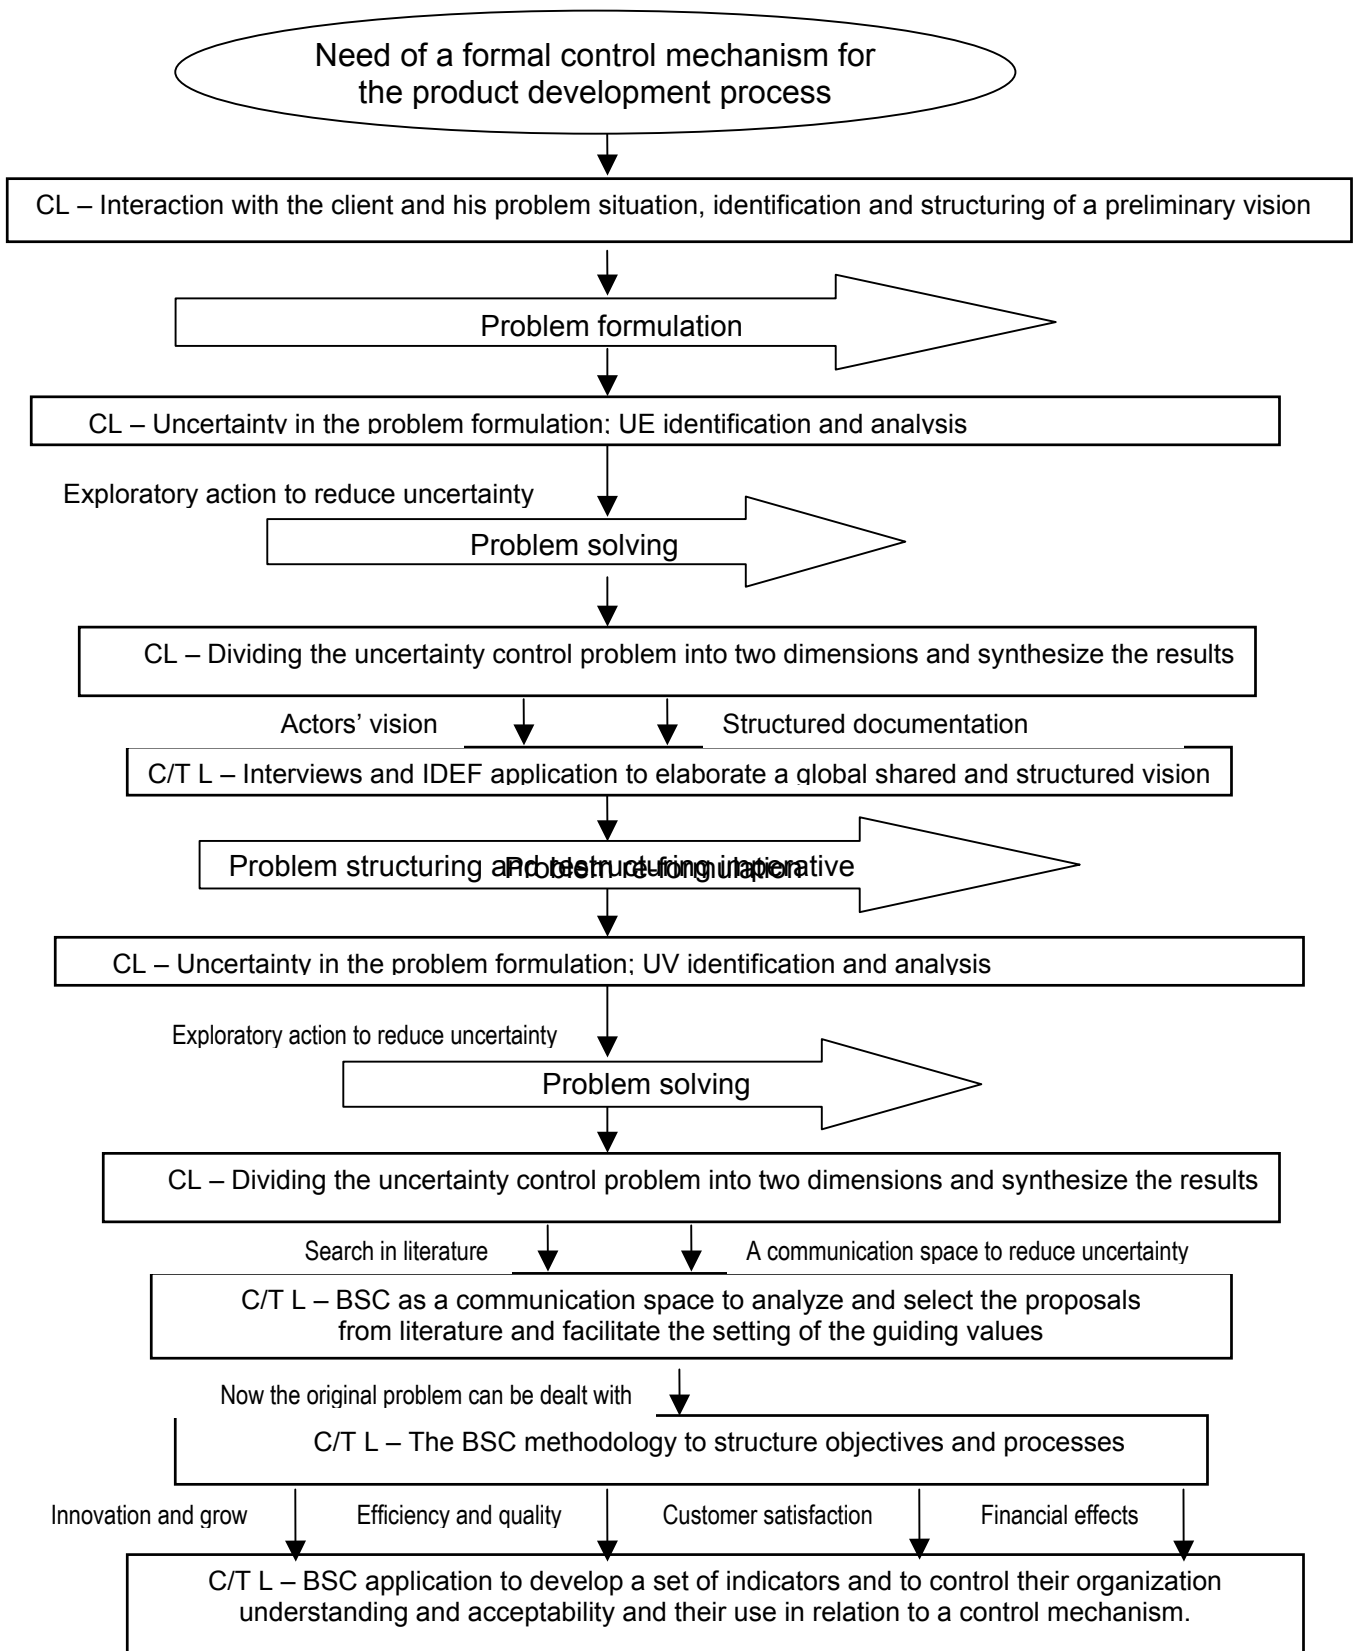 Need of a formal control mechanism for
the product development process
CL – Interaction with the client and his problem situation, identification and structuring of a preliminary vision
Problem formulation
CL – Uncertainty in the problem formulation; UE identification and analysis
Exploratory action to reduce uncertainty
Problem solving
CL – Dividing the uncertainty control problem into two dimensions and synthesize the results
Actors’ vision
Structured documentation
C/T L – Interviews and IDEF application to elaborate a global shared and structured vision
Problem structuring and restructuring imperative
Problem re-formulation
CL – Uncertainty in the problem formulation; UV identification and analysis
Exploratory action to reduce uncertainty
Problem solving
CL – Dividing the uncertainty control problem into two dimensions and synthesize the results
Search in literature
A communication space to reduce uncertainty
C/T L – BSC as a communication space to analyze and select the proposals
from literature and facilitate the setting of the guiding values
Now the original problem can be dealt with
C/T L – The BSC methodology to structure objectives and processes
Innovation and grow
Efficiency and quality
Customer satisfaction
Financial effects
C/T L – BSC application to develop a set of indicators and to control their organization
understanding and acceptability and their use in relation to a control mechanism.